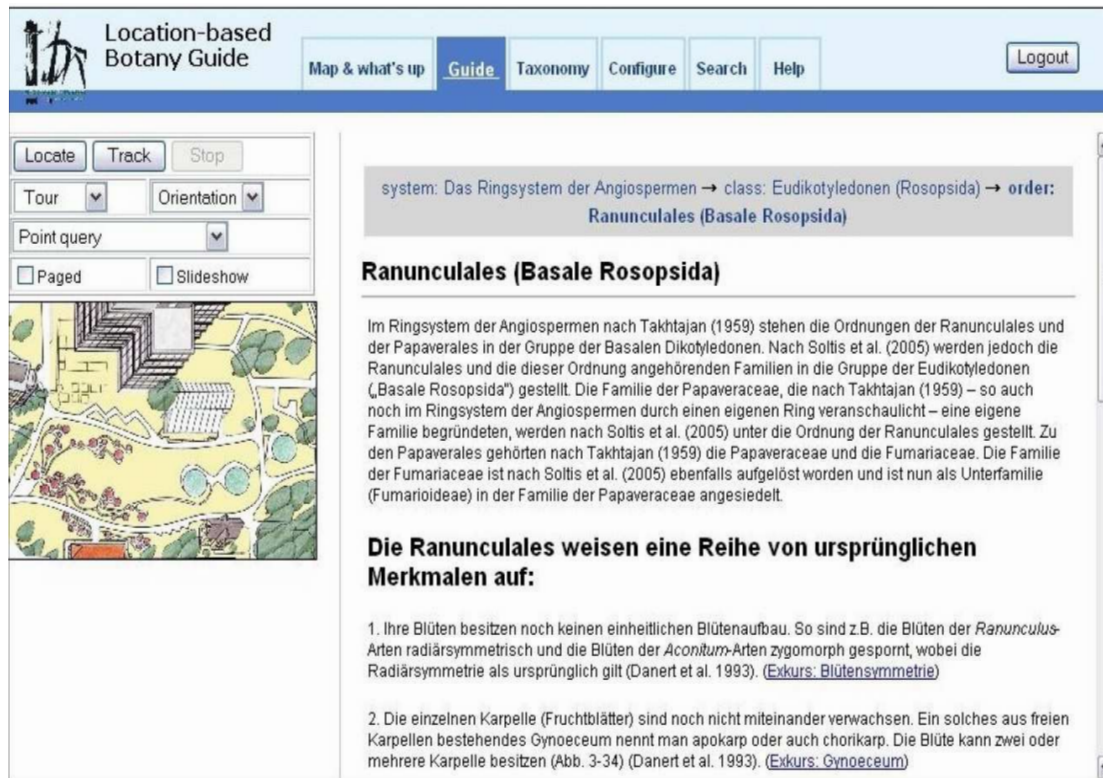 Location-based
Botany Guide
Map & what's up
Guide
Taxonomy
Configure
Search
Help
Logout
Locate
Track
Stop
Tour
Orientation
Point query
Paged
Slideshow
system: Das Ringsystem der Angiospermen → class: Eudikotyledonen (Rosopsida) → order:
Ranunculales (Basale Rosopsida)
Ranunculales (Basale Rosopsida)
Im Ringsystem der Angiospermen nach Takhtajan (1959) stehen die Ordnungen der Ranunculales und
der Papaverales in der Gruppe der Basalen Dikotyledonen. Nach Soltis et al. (2005) werden jedoch die
Ranunculales und die dieser Ordnung angehörenden Familien in die Gruppe der Eudikotyledonen
(„Basale Rosopsida") gestellt. Die Familie der Papaveraceae, die nach Takhtajan (1959) – so auch
noch im Ringsystem der Angiospermen durch einen eigenen Ring veranschaulicht – eine eigene
Familie begründeten, werden nach Soltis et al. (2005) unter die Ordnung der Ranunculales gestellt. Zu
den Papaverales gehörten nach Takhtajan (1959) die Papaveraceae und die Fumariaceae. Die Familie
der Fumariaceae ist nach Soltis et al. (2005) ebenfalls aufgelöst worden und ist nun als Unterfamilie
(Fumarioideae) in der Familie der Papaveraceae angesiedelt.
Die Ranunculales weisen eine Reihe von ursprünglichen
Merkmalen auf:
1. Ihre Blüten besitzen noch keinen einheitlichen Blütenaufbau. So sind z.B. die Blüten der Ranunculus-
Arten radiärsymmetrisch und die Blüten der Aconitum-Arten zygomorph gespornt, wobei die
Radiärsymmetrie als ursprünglich gilt (Danert et al. 1993). (Exkurs: Blütensymmetrie)
2. Die einzelnen Karpelle (Fruchtblätter) sind noch nicht miteinander verwachsen. Ein solches aus freien
Karpellen bestehendes Gynoeceum nennt man apokarp oder auch chorikarp. Die Blüte kann zwei oder
mehrere Karpelle besitzen (Abb. 3-34) (Danert et al. 1993). (Exkurs: Gynoeceum)